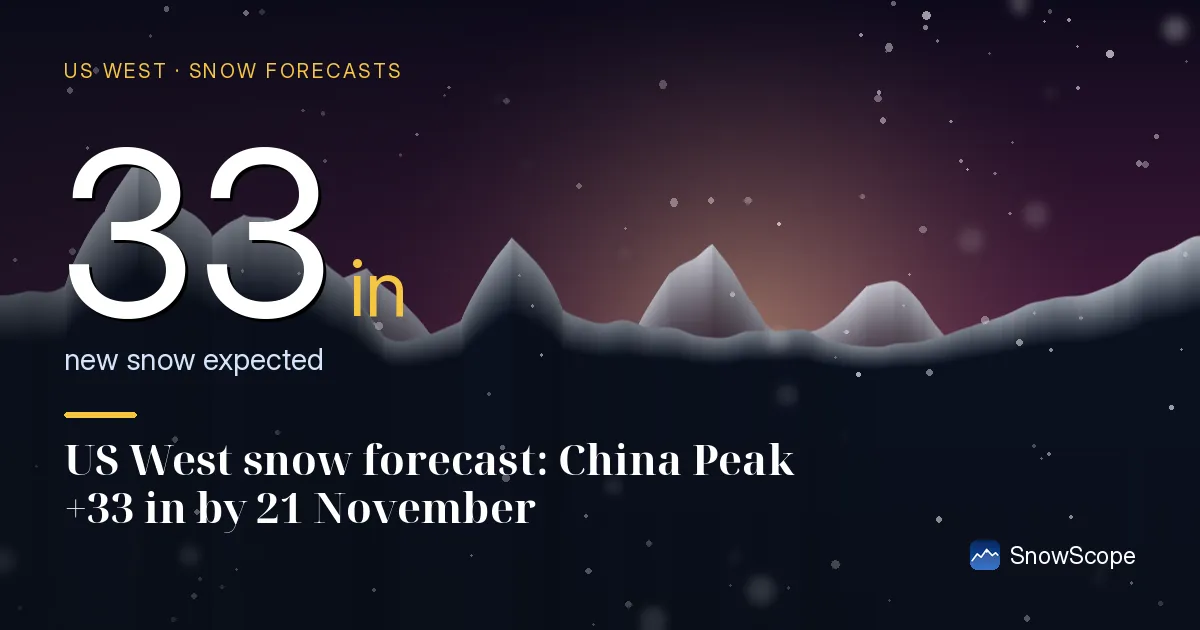 US WEST · SNOW FORECASTS
33 in
new snow expected
US West snow forecast: China Peak
+33 in by 21 November
SnowScope